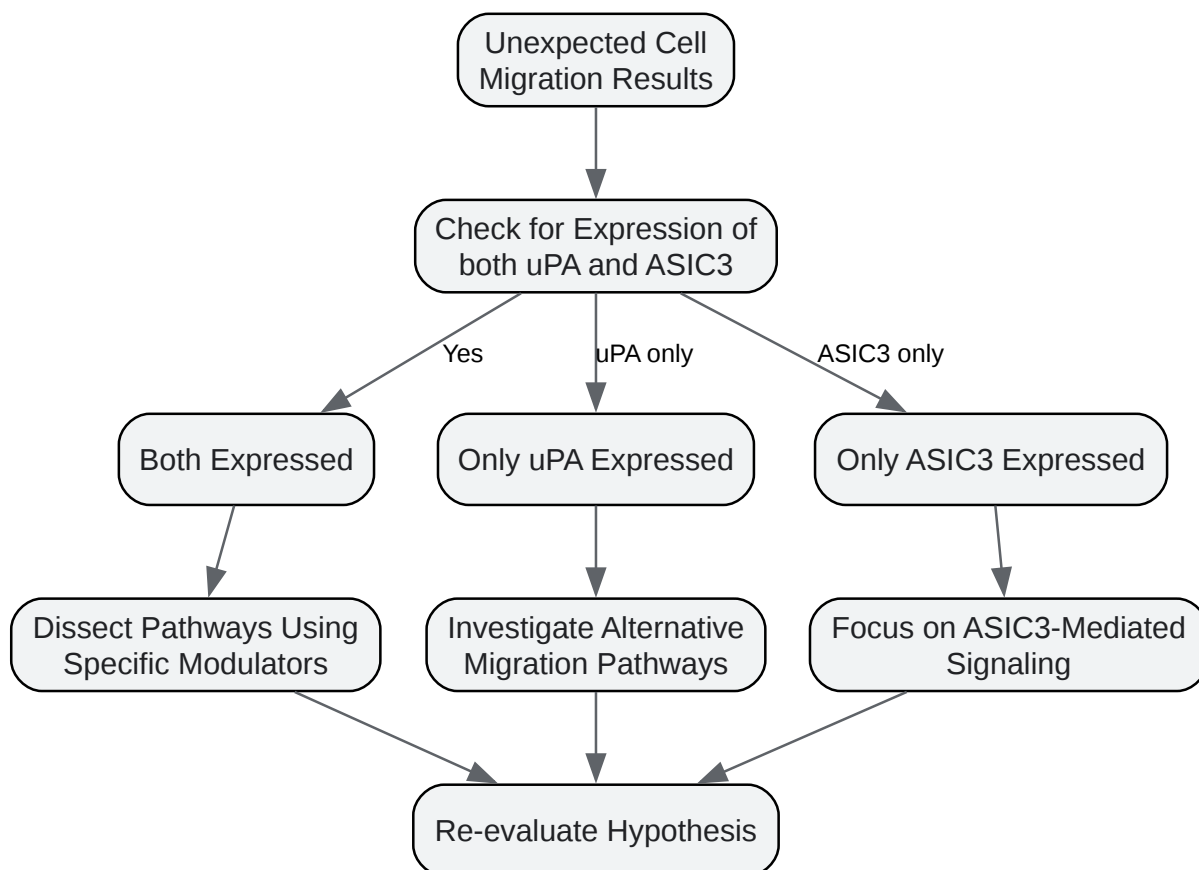 Unexpected Cell
Migration Results
Check for Expression of
both uPA and ASIC3
Yes
uPA only
ASIC3 only
Both Expressed
Only uPA Expressed
Only ASIC3 Expressed
Dissect Pathways Using
Specific Modulators
Investigate Alternative
Migration Pathways
Focus on ASIC3-Mediated
Signaling
Re-evaluate Hypothesis